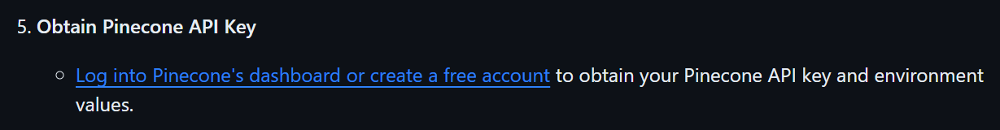 5. Obtain Pinecone API Key
Log into Pinecone's dashboard or create a free account to obtain your Pinecone API key and environment
values.